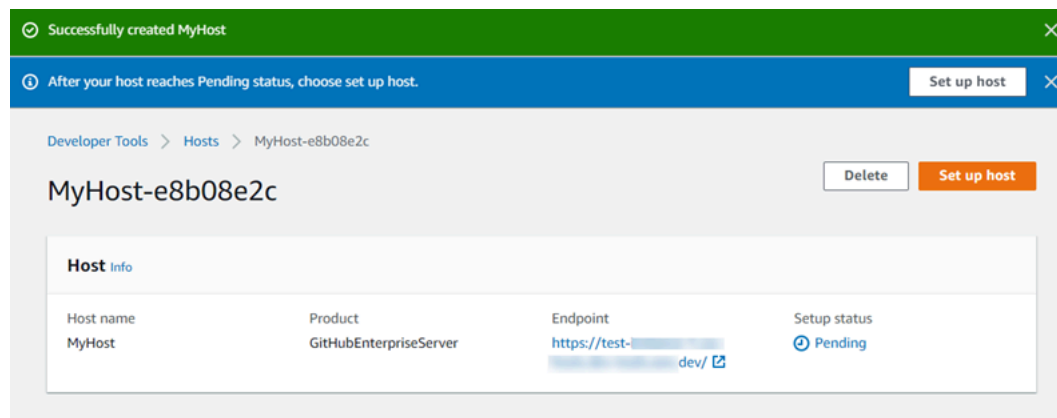 Successfully created MyHost
After your host reaches Pending status, choose set up host.
Set up host
Developer Tools > Hosts > MyHost-e8b08e2c
MyHost-e8b08e2c
Delete
Set up host
Host Info
Host name
Product
Endpoint
Setup status
MyHost
GitHubEnterpriseServer
https://test-
dev/
Pending